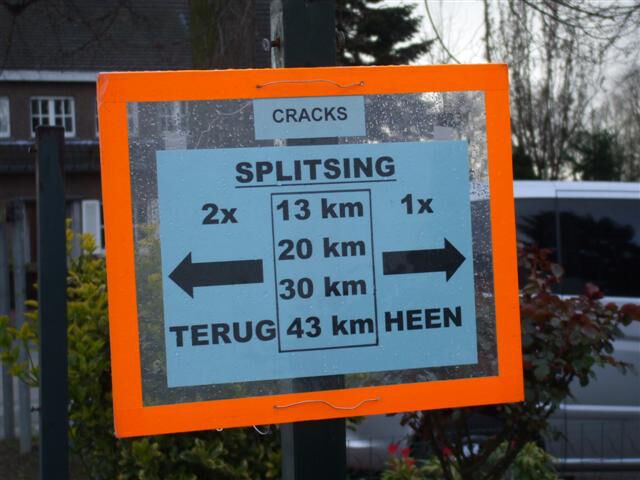 CRACKS
SPLITSING
2x 13 km 1x
20 km
30 km
TERUG 43 km HEEN